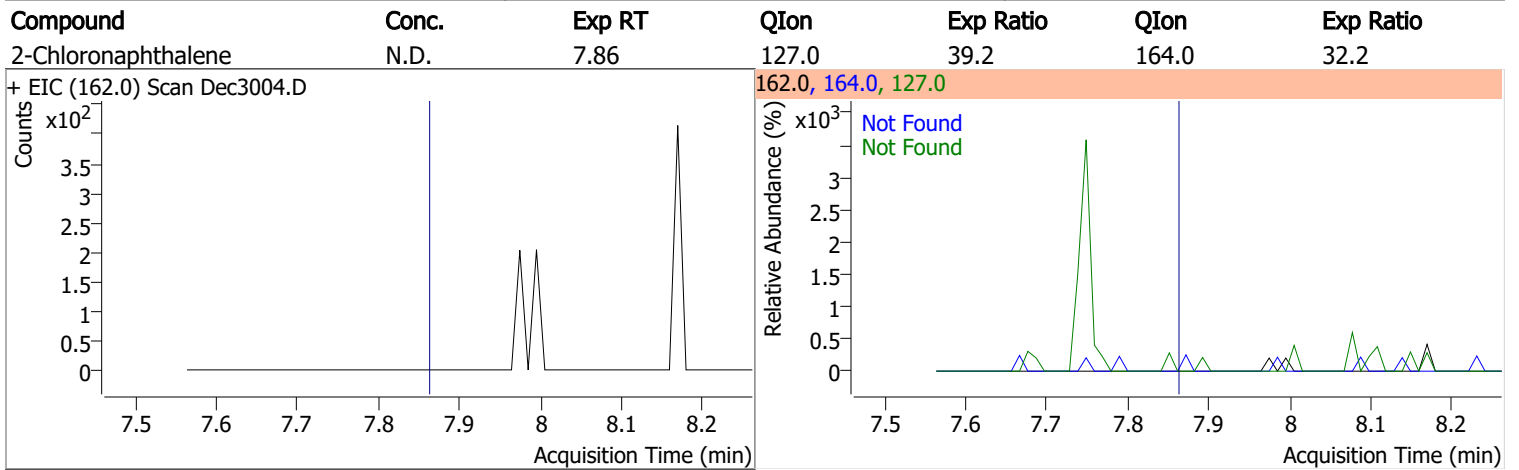 Compound Conc. Exp RT QIon Exp Ratio QIon Exp Ratio
2-Chloronaphthalene N.D. 7.86 127.0 39.2 164.0 32.2
+ EIC (162.0) Scan Dec3004.D
Counts
x10²
3.5
3
2.5
2
1.5
1
0.5
0
7.5 7.6 7.7 7.8 7.9 8 8.1 8.2
Acquisition Time (min)
162.0, 164.0, 127.0
Relative Abundance (%)
x10³
Not Found
Not Found
3
2.5
2
1.5
1
0.5
0
7.5 7.6 7.7 7.8 7.9 8 8.1 8.2
Acquisition Time (min)